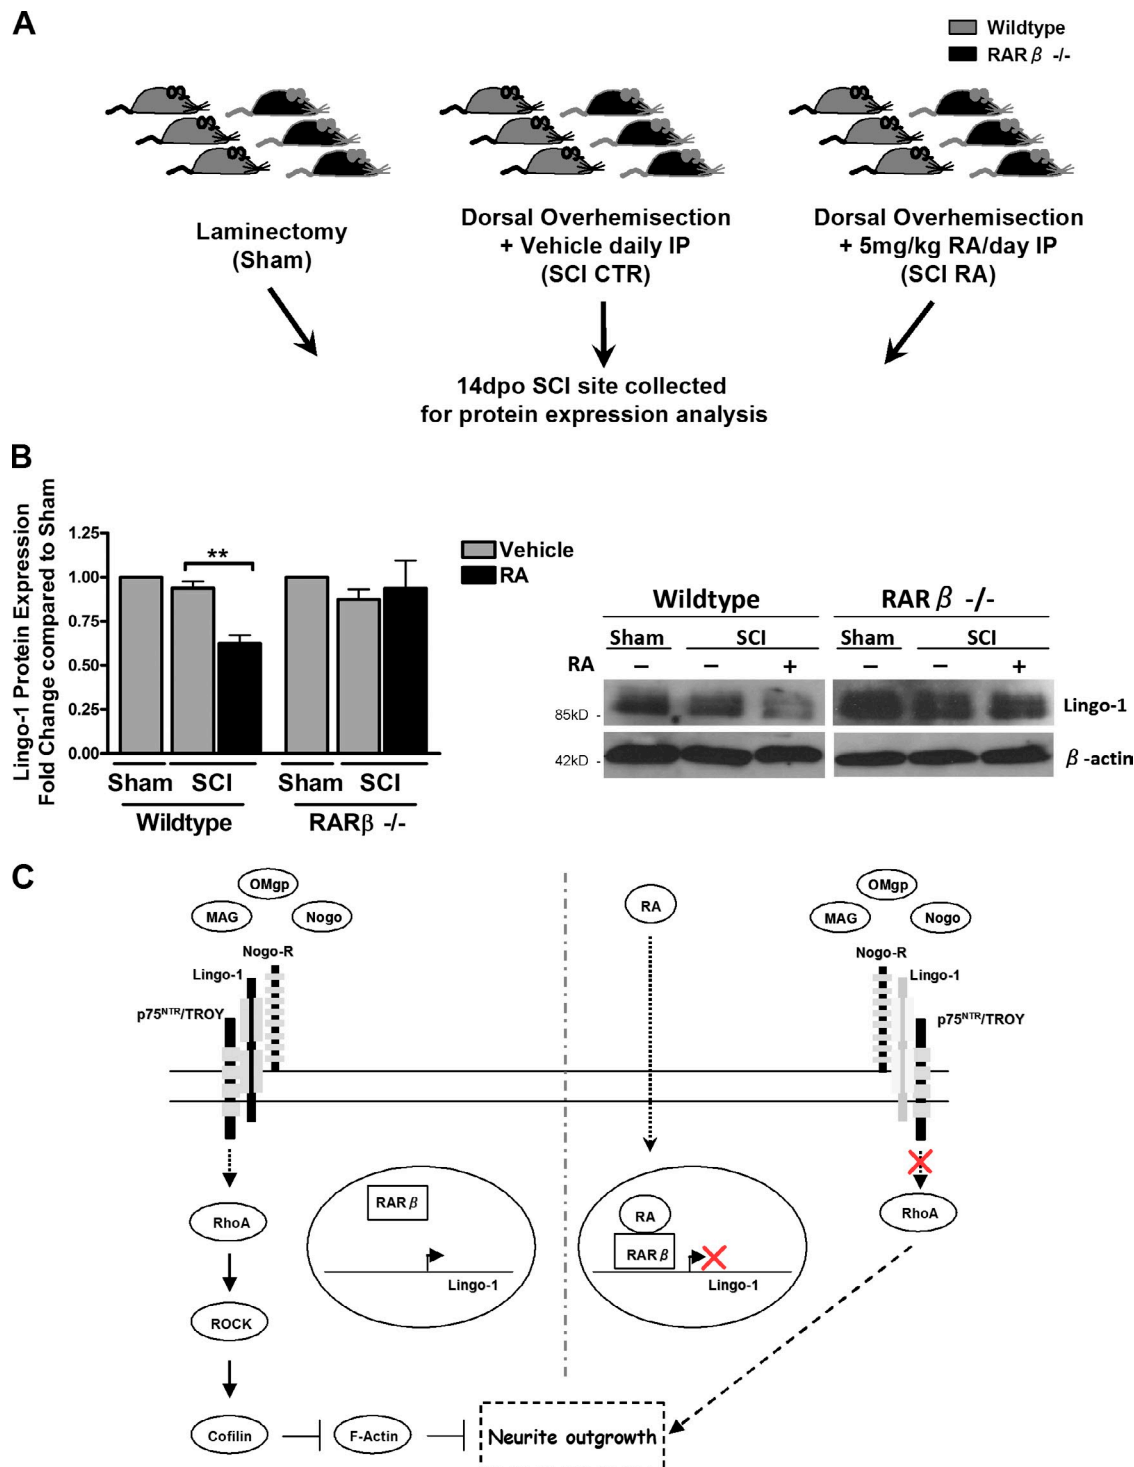 A
Wildtype
RAR β -/-
Laminectomy
(Sham)
Dorsal Overhemisection
+ Vehicle daily IP
(SCI CTR)
Dorsal Overhemisection
+ 5mg/kg RA/day IP
(SCI RA)
14dpo SCI site collected
for protein expression analysis
B
Lingo-1 Protein Expression
Fold Change compared to Sham
1.25
1.00
0.75
0.50
0.25
0.00
**
Sham SCI Sham SCI
Wildtype RARβ -/-
Vehicle
RA
Wildtype RAR β -/-
Sham SCI Sham SCI
RA – – + – – +
85kD - Lingo-1
42kD - β-actin
C
OMgp
MAG Nogo
Nogo-R
Lingo-1
p75NTR/TROY
RhoA
ROCK
Cofilin
F-Actin
Neurite outgrowth
RAR β
Lingo-1
RA
RA
RAR β
Lingo-1
OMgp
MAG Nogo
Nogo-R
Lingo-1
p75NTR/TROY
RhoA